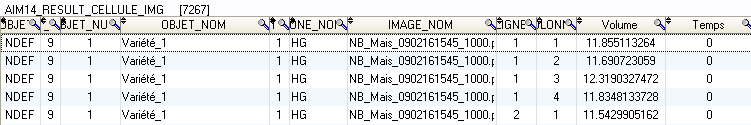 AIM14_RESULT_CELLULE_IMG [7267]
BJE _ BJET_NU OBJET_NOM T ONE_NOI IMAGE_NOM EIGNE LONN Volume Temps
NDEF 9 1 Variété_1 1 HG NB_Mais_0902161545_1000.p 1 1 11.855113264 0
NDEF 9 1 Variété_1 1 HG NB_Mais_0902161545_1000.p 1 2 11.690723059 0
NDEF 9 1 Variété_1 1 HG NB_Mais_0902161545_1000.p 1 3 12.3190327472 0
NDEF 9 1 Variété_1 1 HG NB_Mais_0902161545_1000.p 1 4 11.8348133728 0
NDEF 9 1 Variété_1 1 HG NB_Mais_0902161545_1000.p 2 1 11.5429905162 0